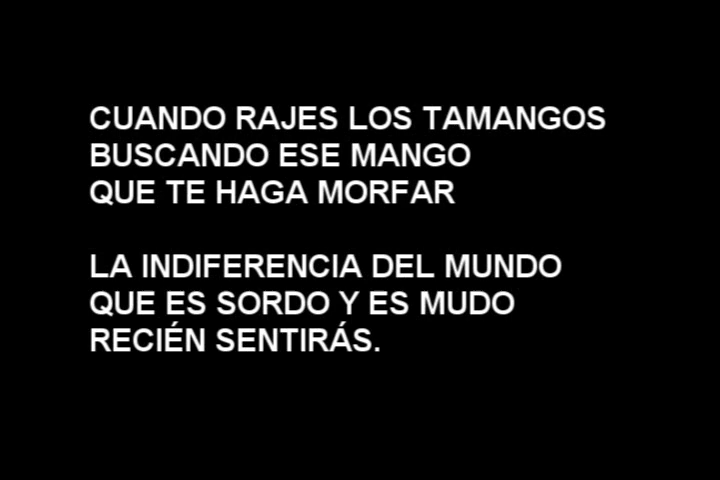 CUANDO RAJES LOS TAMANGOS
BUSCANDO ESE MANGO
QUE TE HAGA MORFAR
LA INDIFERENCIA DEL MUNDO
QUE ES SORDO Y ES MUDO
RECIÉN SENTIRÁS.